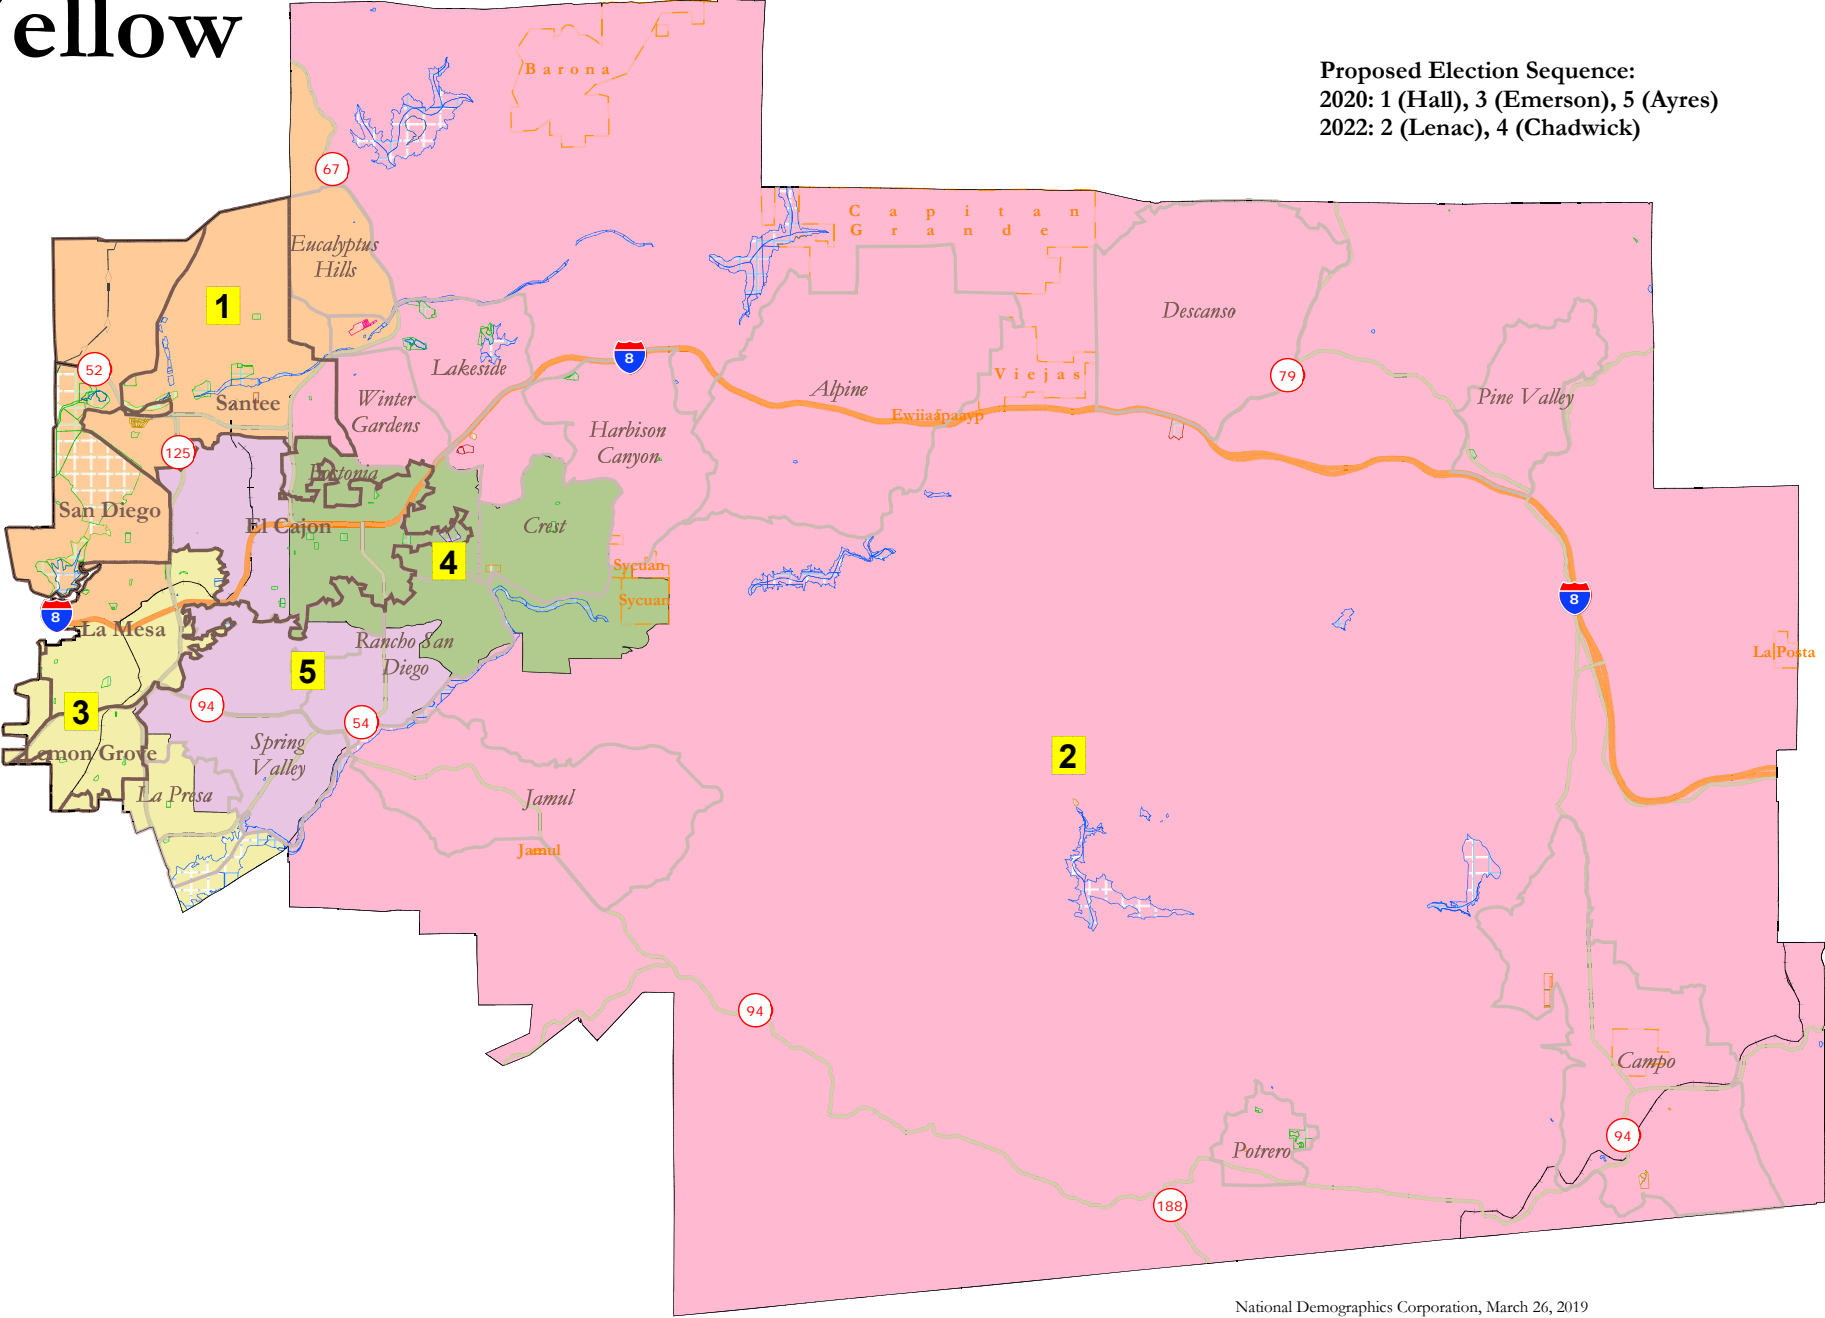 ellow
Proposed Election Sequence:
2020: 1 (Hall), 3 (Emerson), 5 (Ayres)
2022: 2 (Lenac), 4 (Chadwick)
Barona
67
Capitan
Grande
Eucalyptus
Hills
1
Descanso
8
52
Lakeside
79
Viejas
Alpine
Pine Valley
Santee
Winter
Gardens
Ewiiaapaayp
Harbison
Canyon
125
Bostonia
San Diego
El Cajon
Crest
4
Sycuan
Sycuan
8
8
La Mesa
Rancho San
Diego
La Posta
5
3
94
54
Spring
Valley
2
Lemon Grove
La Presa
Jamul
Jamul
94
Campo
94
Potrero
188
National Demographics Corporation, March 26, 2019